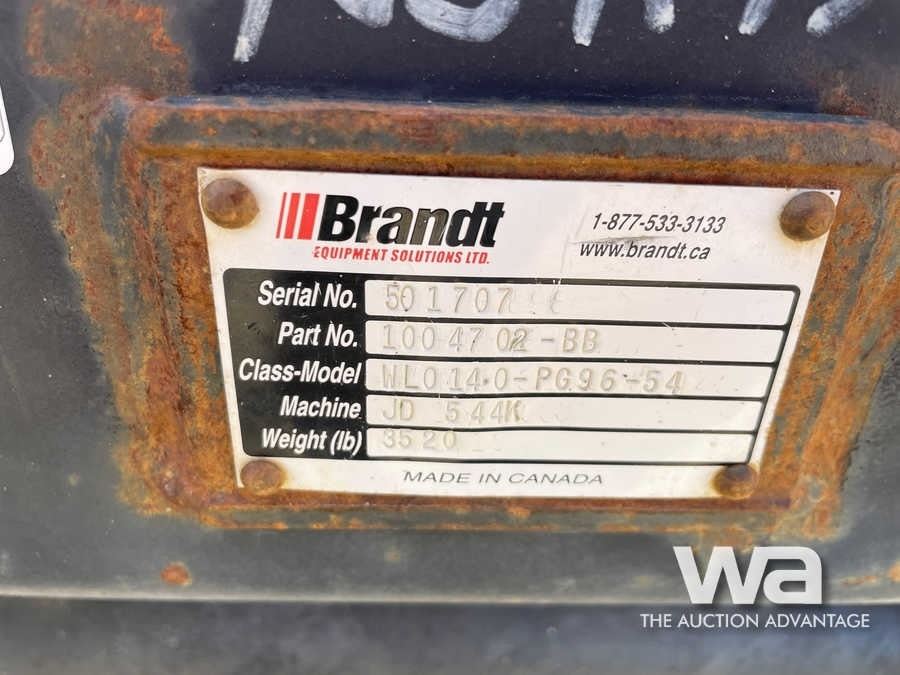 Brandt
EQUIPMENT SOLUTIONS LTD.
1-877-533-3133
www.brandt.ca
Serial No. 501707
Part No. 1004702-BB
Class-Model WL0140-PG96-54
Machine JD 544K
Weight (lb) 3520
MADE IN CANADA
wa
THE AUCTION ADVANTAGE